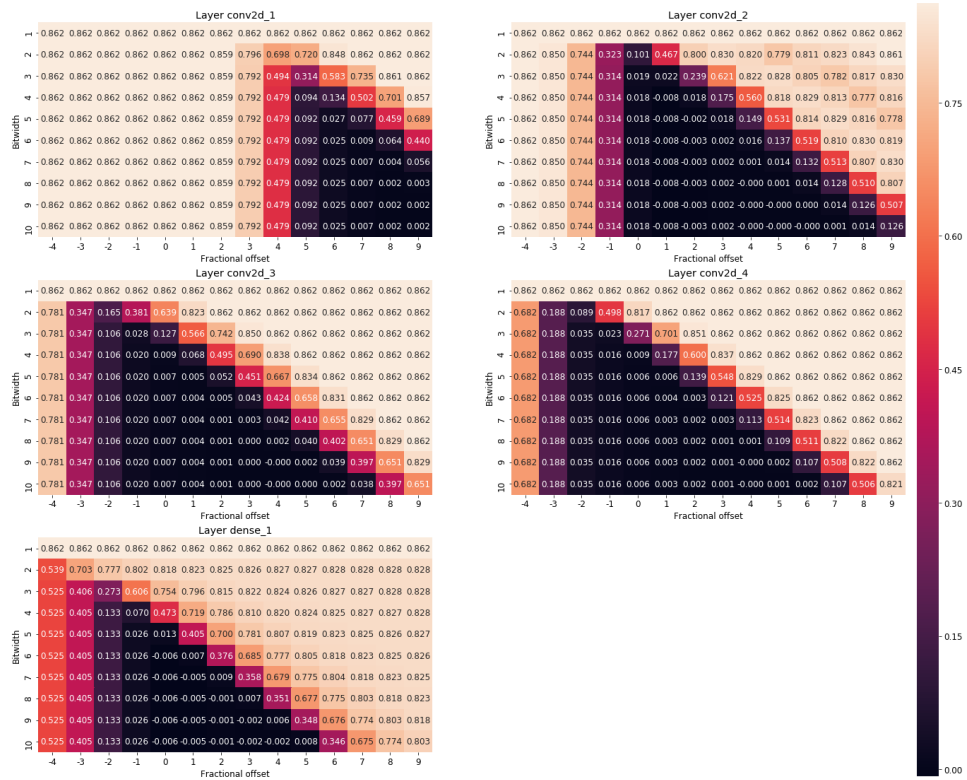 Layer conv2d_1
1 0.862 0.862 0.862 0.862 0.862 0.862 0.862 0.862 0.862 0.862 0.862 0.862 0.862 0.862
2 0.862 0.862 0.862 0.862 0.862 0.862 0.859 0.796 0.698 0.720 0.848 0.862 0.862 0.862
3 0.862 0.862 0.862 0.862 0.862 0.862 0.859 0.792 0.494 0.314 0.583 0.735 0.861 0.862
4 0.862 0.862 0.862 0.862 0.862 0.862 0.859 0.792 0.479 0.094 0.134 0.502 0.701 0.857
5 0.862 0.862 0.862 0.862 0.862 0.862 0.859 0.792 0.479 0.092 0.027 0.077 0.459 0.689
6 0.862 0.862 0.862 0.862 0.862 0.862 0.859 0.792 0.479 0.092 0.025 0.009 0.064 0.440
7 0.862 0.862 0.862 0.862 0.862 0.862 0.859 0.792 0.479 0.092 0.025 0.007 0.004 0.056
8 0.862 0.862 0.862 0.862 0.862 0.862 0.859 0.792 0.479 0.092 0.025 0.007 0.002 0.003
9 0.862 0.862 0.862 0.862 0.862 0.862 0.859 0.792 0.479 0.092 0.025 0.007 0.002 0.002
10 0.862 0.862 0.862 0.862 0.862 0.862 0.859 0.792 0.479 0.092 0.025 0.007 0.002 0.002
Bitwidth
-4 -3 -2 -1 0 1 2 3 4 5 6 7 8 9
Fractional offset
Layer conv2d_2
1 0.862 0.862 0.862 0.862 0.862 0.862 0.862 0.862 0.862 0.862 0.862 0.862 0.862 0.862
2 0.862 0.850 0.744 0.323 0.101 0.467 0.800 0.830 0.820 0.779 0.811 0.823 0.843 0.861
3 0.862 0.850 0.744 0.314 0.019 0.022 0.239 0.621 0.822 0.828 0.805 0.782 0.817 0.830
4 0.862 0.850 0.744 0.314 0.018 -0.008 0.018 0.175 0.560 0.818 0.829 0.813 0.777 0.816
5 0.862 0.850 0.744 0.314 0.018 -0.008 -0.002 0.018 0.149 0.531 0.814 0.829 0.816 0.778
6 0.862 0.850 0.744 0.314 0.018 -0.008 -0.003 0.002 0.016 0.137 0.519 0.810 0.830 0.819
7 0.862 0.850 0.744 0.314 0.018 -0.008 -0.003 0.002 0.001 0.014 0.132 0.513 0.807 0.830
8 0.862 0.850 0.744 0.314 0.018 -0.008 -0.003 0.002 -0.000 0.001 0.014 0.128 0.510 0.807
9 0.862 0.850 0.744 0.314 0.018 -0.008 -0.003 0.002 -0.000 0.014 0.126 0.507
10 0.862 0.850 0.744 0.314 0.018 -0.008 -0.003 0.002 -0.000 0.001 0.014 0.126
Bitwidth
-4 -3 -2 -1 0 1 2 3 4 5 6 7 8 9
Fractional offset
Layer conv2d_3
1 0.862 0.862 0.862 0.862 0.862 0.862 0.862 0.862 0.862 0.862 0.862 0.862 0.862 0.862
2 0.781 0.347 0.165 0.381 0.639 0.823 0.862 0.862 0.862 0.862 0.862 0.862 0.862 0.862
3 0.781 0.347 0.106 0.028 0.127 0.566 0.742 0.850 0.862 0.862 0.862 0.862 0.862 0.862
4 0.781 0.347 0.106 0.020 0.009 0.068 0.495 0.690 0.838 0.862 0.862 0.862 0.862 0.862
5 0.781 0.347 0.106 0.020 0.007 0.005 0.052 0.451 0.667 0.834 0.862 0.862 0.862 0.862
6 0.781 0.347 0.106 0.020 0.007 0.004 0.005 0.043 0.424 0.658 0.831 0.862 0.862 0.862
7 0.781 0.347 0.106 0.020 0.007 0.004 0.001 0.003 0.042 0.410 0.655 0.829 0.862 0.862
8 0.781 0.347 0.106 0.020 0.007 0.004 0.001 0.000 0.002 0.040 0.402 0.651 0.829 0.862
9 0.781 0.347 0.106 0.020 0.007 0.004 0.001 0.000 -0.000 0.002 0.039 0.397 0.651 0.829
10 0.781 0.347 0.106 0.020 0.007 0.004 0.001 0.000 -0.000 0.000 0.002 0.038 0.397 0.651
Bitwidth
-4 -3 -2 -1 0 1 2 3 4 5 6 7 8 9
Fractional offset
Layer conv2d_4
1 0.862 0.862 0.862 0.862 0.862 0.862 0.862 0.862 0.862 0.862 0.862 0.862 0.862 0.862
2 0.682 0.188 0.089 0.498 0.817 0.862 0.862 0.862 0.862 0.862 0.862 0.862 0.862 0.862
3 0.682 0.188 0.035 0.023 0.271 0.701 0.851 0.862 0.862 0.862 0.862 0.862 0.862 0.862
4 0.682 0.188 0.035 0.016 0.009 0.177 0.600 0.837 0.862 0.862 0.862 0.862 0.862 0.862
5 0.682 0.188 0.035 0.016 0.006 0.006 0.139 0.548 0.829 0.862 0.862 0.862 0.862 0.862
6 0.682 0.188 0.035 0.016 0.006 0.004 0.003 0.121 0.525 0.825 0.862 0.862 0.862 0.862
7 0.682 0.188 0.035 0.016 0.006 0.003 0.002 0.004 0.113 0.514 0.822 0.862 0.862 0.862
8 0.682 0.188 0.035 0.016 0.006 0.003 0.002 0.001 0.001 0.109 0.511 0.822 0.862 0.862
9 0.682 0.188 0.035 0.016 0.006 0.003 0.002 0.001 -0.000 0.002 0.107 0.508 0.822 0.862
10 0.682 0.188 0.035 0.016 0.006 0.003 0.002 0.001 -0.000 0.001 0.002 0.107 0.506 0.821
Bitwidth
-4 -3 -2 -1 0 1 2 3 4 5 6 7 8 9
Fractional offset
Layer dense_1
1 0.862 0.862 0.862 0.862 0.862 0.862 0.862 0.862 0.862 0.862 0.862 0.862 0.862 0.862
2 0.539 0.703 0.777 0.802 0.818 0.823 0.825 0.826 0.827 0.827 0.828 0.828 0.828 0.828
3 0.525 0.406 0.273 0.606 0.754 0.796 0.815 0.822 0.824 0.826 0.827 0.828 0.827 0.828
4 0.525 0.405 0.133 0.070 0.473 0.719 0.786 0.810 0.820 0.824 0.825 0.827 0.828 0.828
5 0.525 0.405 0.133 0.026 0.013 0.405 0.700 0.781 0.807 0.819 0.823 0.825 0.826 0.827
6 0.525 0.405 0.133 0.026 -0.006 0.007 0.376 0.685 0.777 0.805 0.818 0.823 0.825 0.826
7 0.525 0.405 0.133 0.026 -0.006 -0.005 0.009 0.358 0.679 0.775 0.804 0.818 0.823 0.825
8 0.525 0.405 0.133 0.026 -0.006 -0.005 -0.001 0.007 0.351 0.677 0.775 0.803 0.818 0.823
9 0.525 0.405 0.133 0.026 -0.006 -0.005 -0.001 -0.002 0.006 0.348 0.676 0.774 0.803 0.818
10 0.525 0.405 0.133 0.026 -0.006 -0.005 -0.001 -0.002 -0.002 0.008 0.346 0.675 0.774 0.803
Bitwidth
-4 -3 -2 -1 0 1 2 3 4 5 6 7 8 9
Fractional offset
0.75
0.60
0.45
0.30
0.15
0.00